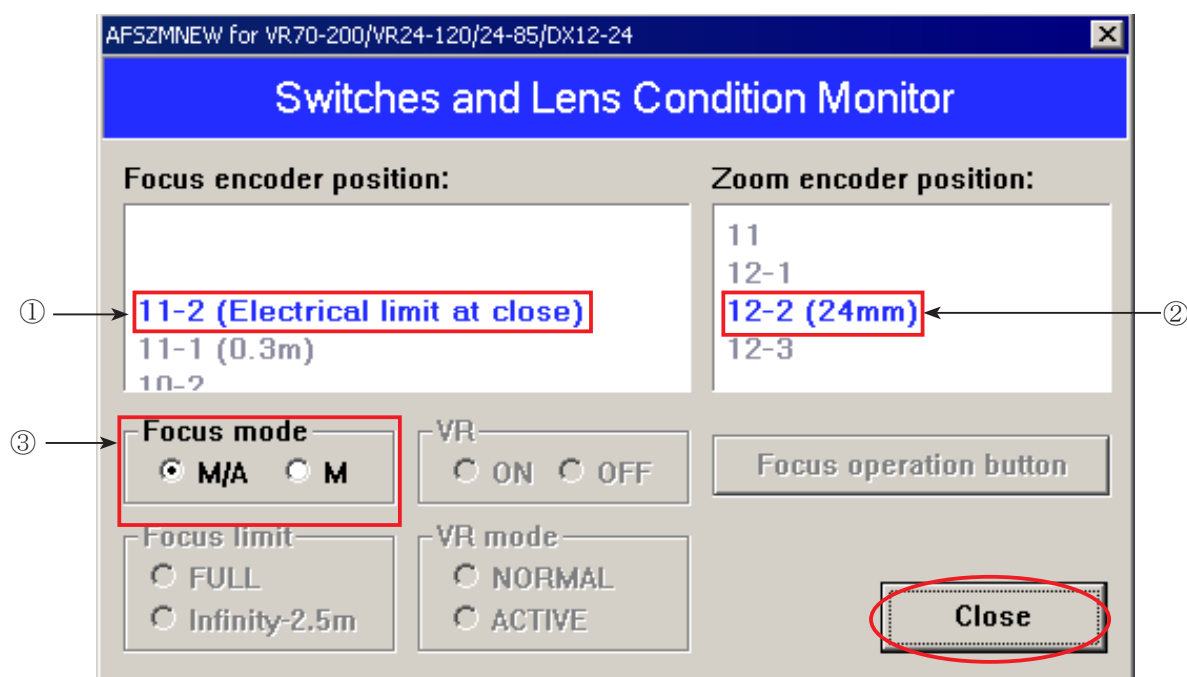 AFSZMNEW for VR70-200/VR24-120/24-85/DX12-24
Switches and Lens Condition Monitor
Focus encoder position:
11-2 (Electrical limit at close)
11-1 (0.3m)
10-2
Zoom encoder position:
11
12-1
12-2 (24mm)
12-3
①
②
③
Focus mode
M/A M
VR
ON OFF
Focus operation button
Focus limit
FULL
Infinity-2.5m
VR mode
NORMAL
ACTIVE
Close